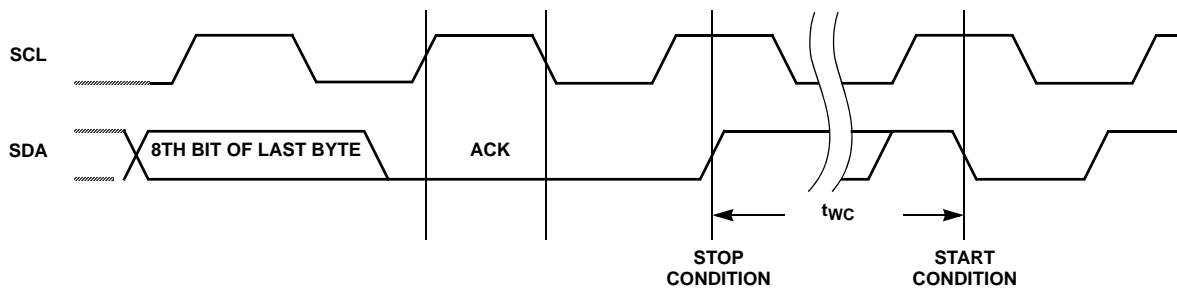 SCL
SDA
8TH BIT OF LAST BYTE
ACK
tWC
STOP
CONDITION
START
CONDITION